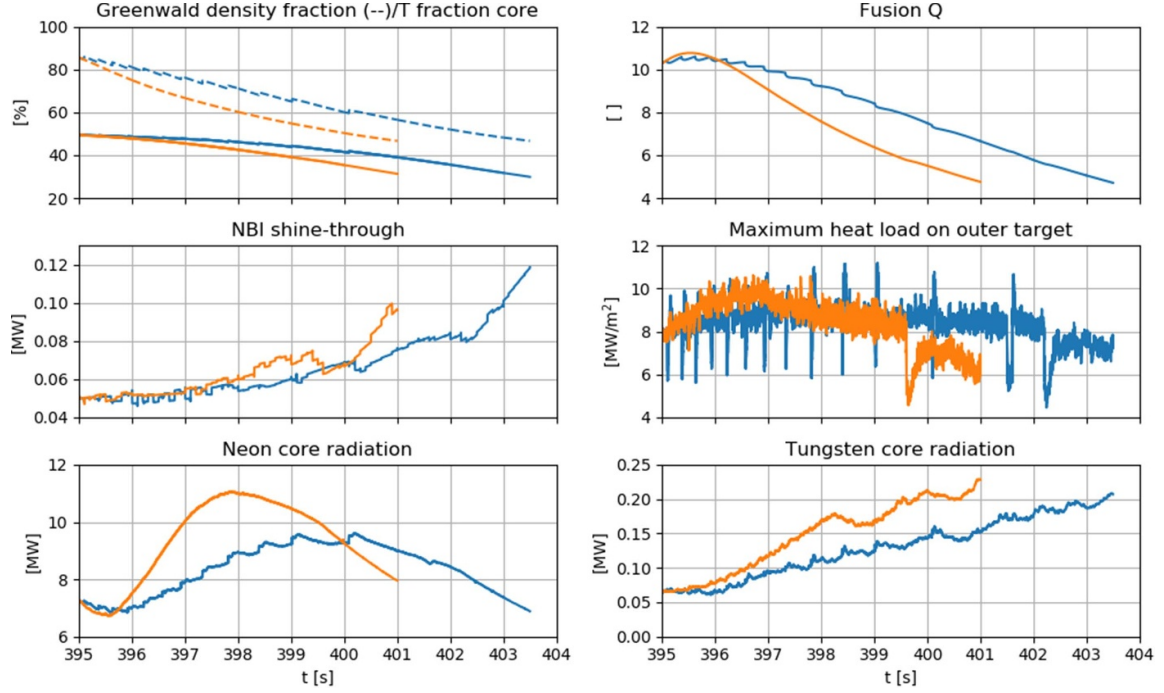 Greenwald density fraction (--)/T fraction core
100
80
60
40
20
[%]
Fusion Q
12
10
8
6
4
[ ]
NBI shine-through
0.12
0.10
0.08
0.06
0.04
[MW]
Maximum heat load on outer target
12
10
8
6
4
[MW/m²]
Neon core radiation
12
10
8
6
[MW]
395 396 397 398 399 400 401 402 403 404
t [s]
Tungsten core radiation
0.25
0.20
0.15
0.10
0.05
0.00
[MW]
395 396 397 398 399 400 401 402 403 404
t [s]